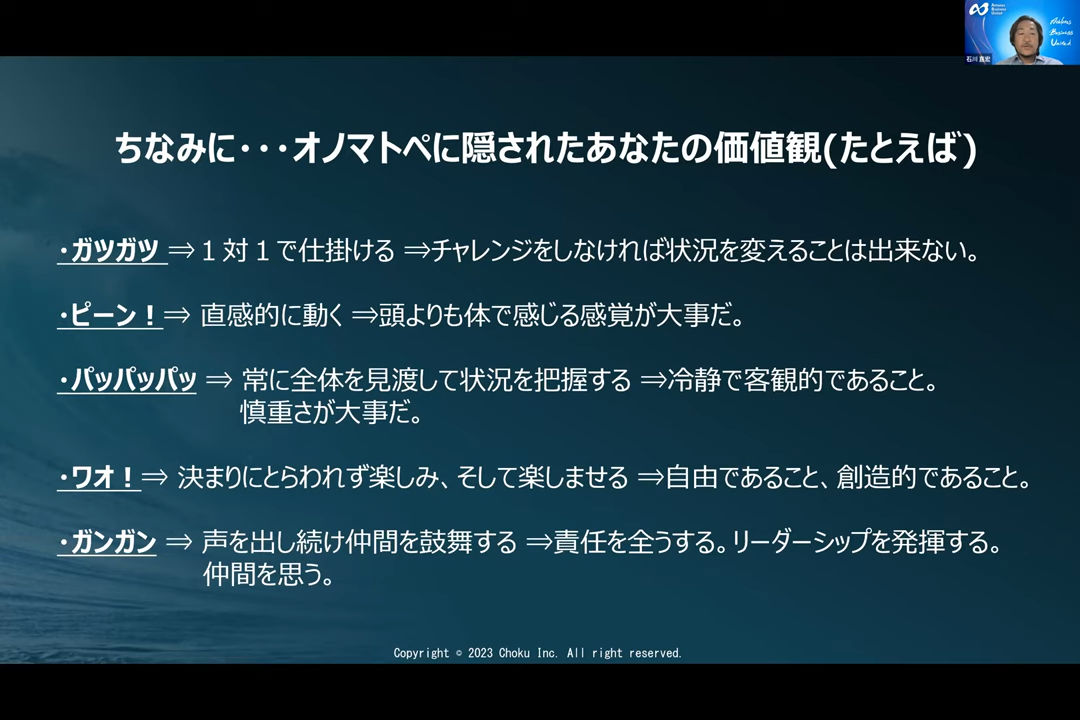 Athletes Business United
Athletes
Business
United
石川 直宏
ちなみに・・・オノマトペに隠されたあなたの価値観(たとえば)
・ガツガツ ⇒ 1 対 1 で仕掛ける ⇒チャレンジをしなければ状況を変えることは出来ない。
・ピーン！⇒ 直感的に動く ⇒頭よりも体で感じる感覚が大事だ。
・パッパッパッ ⇒ 常に全体を見渡して状況を把握する ⇒冷静で客観的であること。
慎重さが大事だ。
・ワオ！⇒ 決まりにとらわれず楽しみ、そして楽しませる ⇒自由であること、創造的であること。
・ガンガン ⇒ 声を出し続け仲間を鼓舞する ⇒責任を全うする。リーダーシップを発揮する。
仲間を思う。
Copyright © 2023 Choku Inc. All right reserved.